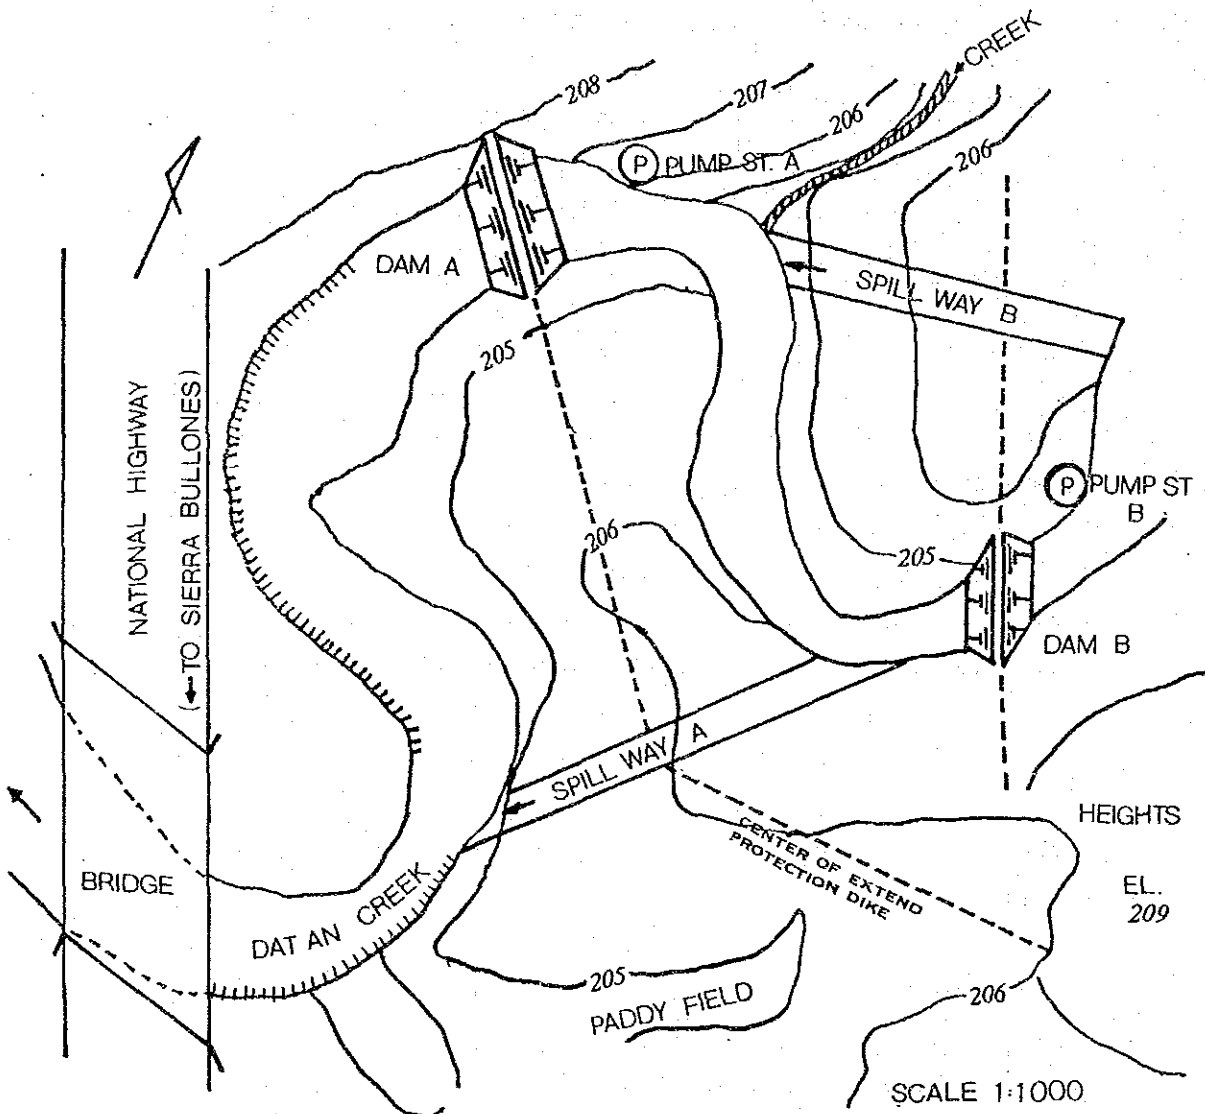 CREEK
208
207
206
P PUMP ST. A
206
DAM A
SPILL WAY B
205
NATIONAL HIGHWAY
(←TO SIERRA BULLONES)
P PUMP ST
B
206
205
DAM B
SPILL WAY A
HEIGHTS
CENTER OF EXTEND
PROTECTION DIKE
BRIDGE
EL.
209
DAT AN CREEK
205
PADDY FIELD
206
SCALE 1:1000